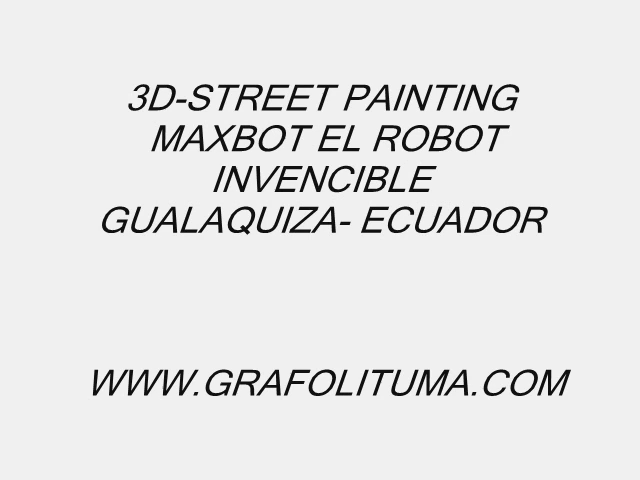 3D-STREET PAINTING
MAXBOT EL ROBOT
INVENCIBLE
GUALAQUIZA- ECUADOR
WWW.GRAFOLITUMA.COM